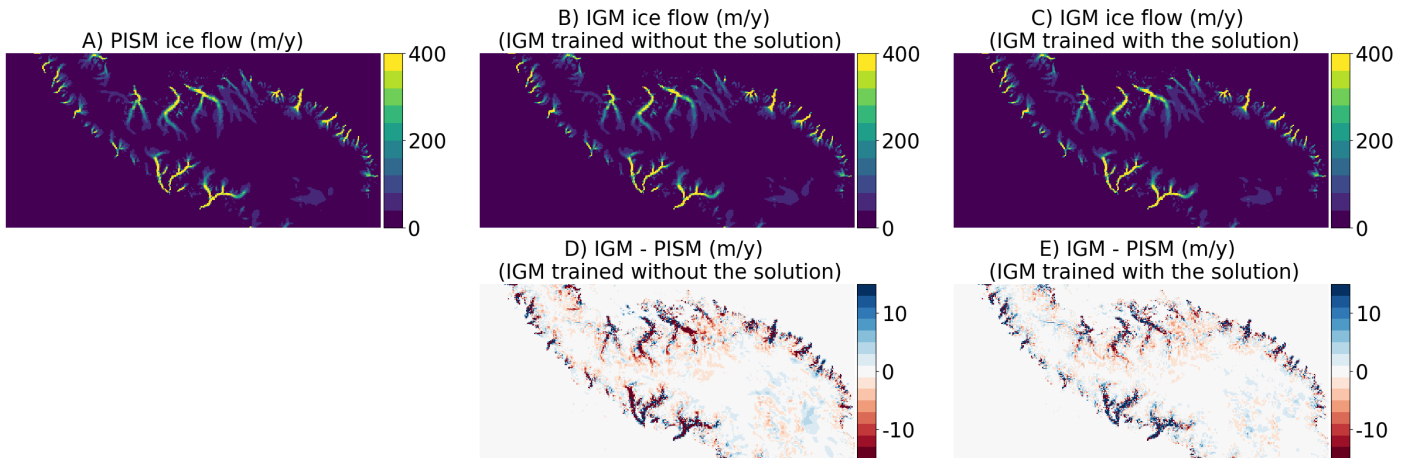 A) PISM ice flow (m/y)
400
200
0
B) IGM ice flow (m/y)
(IGM trained without the solution)
400
200
0
C) IGM ice flow (m/y)
(IGM trained with the solution)
400
200
0
D) IGM - PISM (m/y)
(IGM trained without the solution)
10
0
-10
E) IGM - PISM (m/y)
(IGM trained with the solution)
10
0
-10